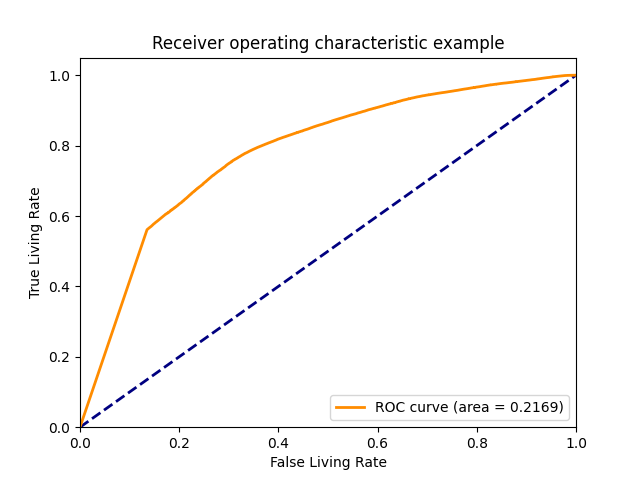 Receiver operating characteristic example
1.0
0.8
0.6
0.4
0.2
0.0
True Living Rate
0.0 0.2 0.4 0.6 0.8 1.0
False Living Rate
ROC curve (area = 0.2169)